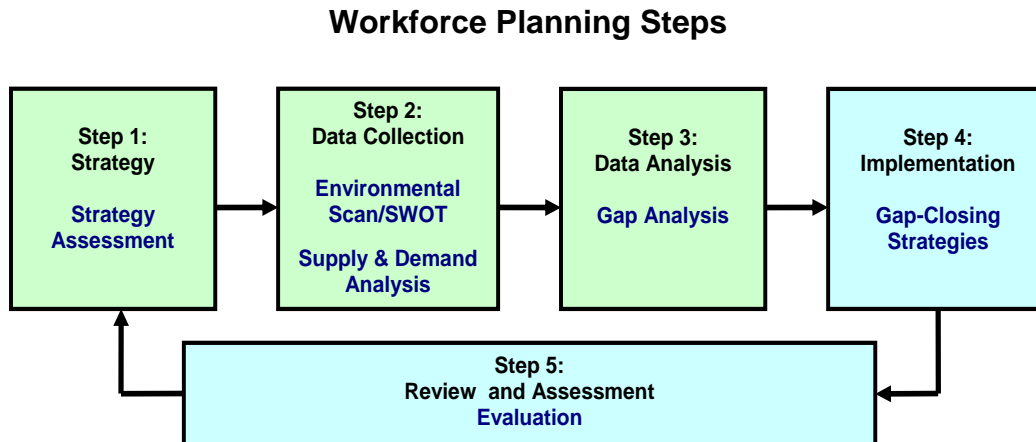 Workforce Planning Steps
Step 1:
Strategy
Strategy
Assessment
Step 2:
Data Collection
Environmental
Scan/SWOT
Supply & Demand
Analysis
Step 3:
Data Analysis
Gap Analysis
Step 4:
Implementation
Gap-Closing
Strategies
Step 5:
Review and Assessment
Evaluation